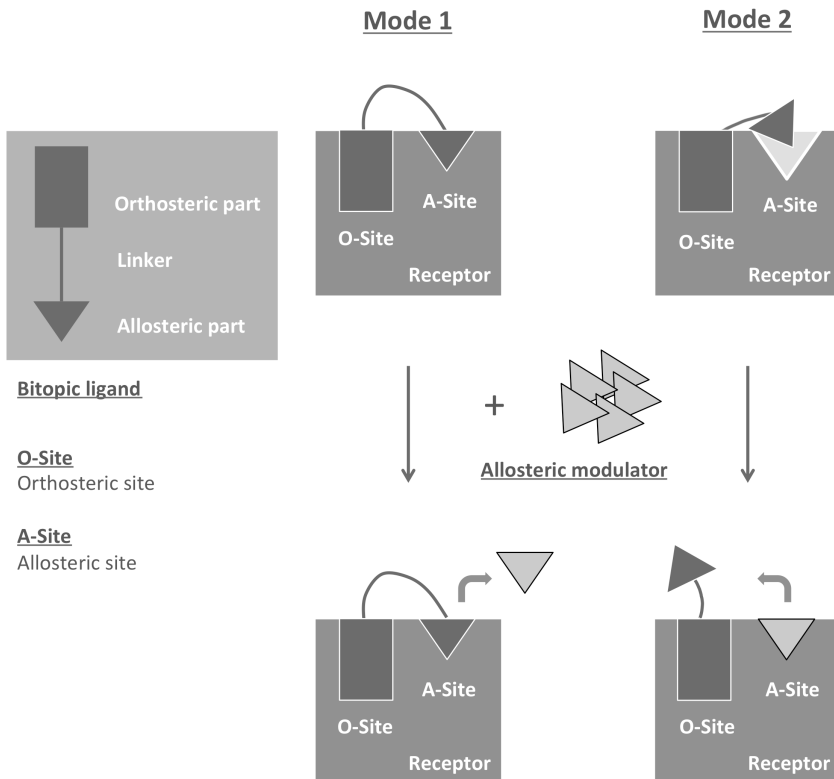 Mode 1
Mode 2
Orthosteric part
Linker
Allosteric part
A-Site
O-Site
Receptor
A-Site
O-Site
Receptor
Bitopic ligand
O-Site
Orthosteric site
A-Site
Allosteric site
+
Allosteric modulator
A-Site
O-Site
Receptor
A-Site
O-Site
Receptor